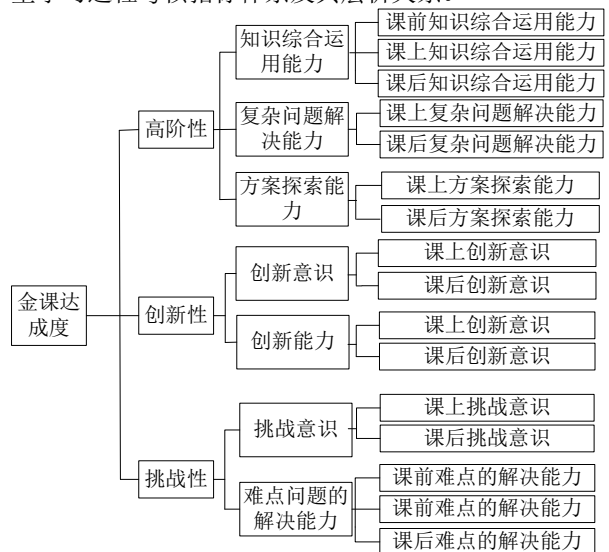 知识综合运
用能力
课前知识综合运用能力
课上知识综合运用能力
课后知识综合运用能力
高阶性
复杂问题解
决能力
课上复杂问题解决能力
课后复杂问题解决能力
方案探索能
力
课上方案探索能力
课后方案探索能力
金课达
成度
创新性
创新意识
课上创新意识
课后创新意识
创新能力
课上创新意识
课后创新意识
挑战性
挑战意识
课上挑战意识
课后挑战意识
难点问题的
解决能力
课前难点的解决能力
课前难点的解决能力
课后难点的解决能力